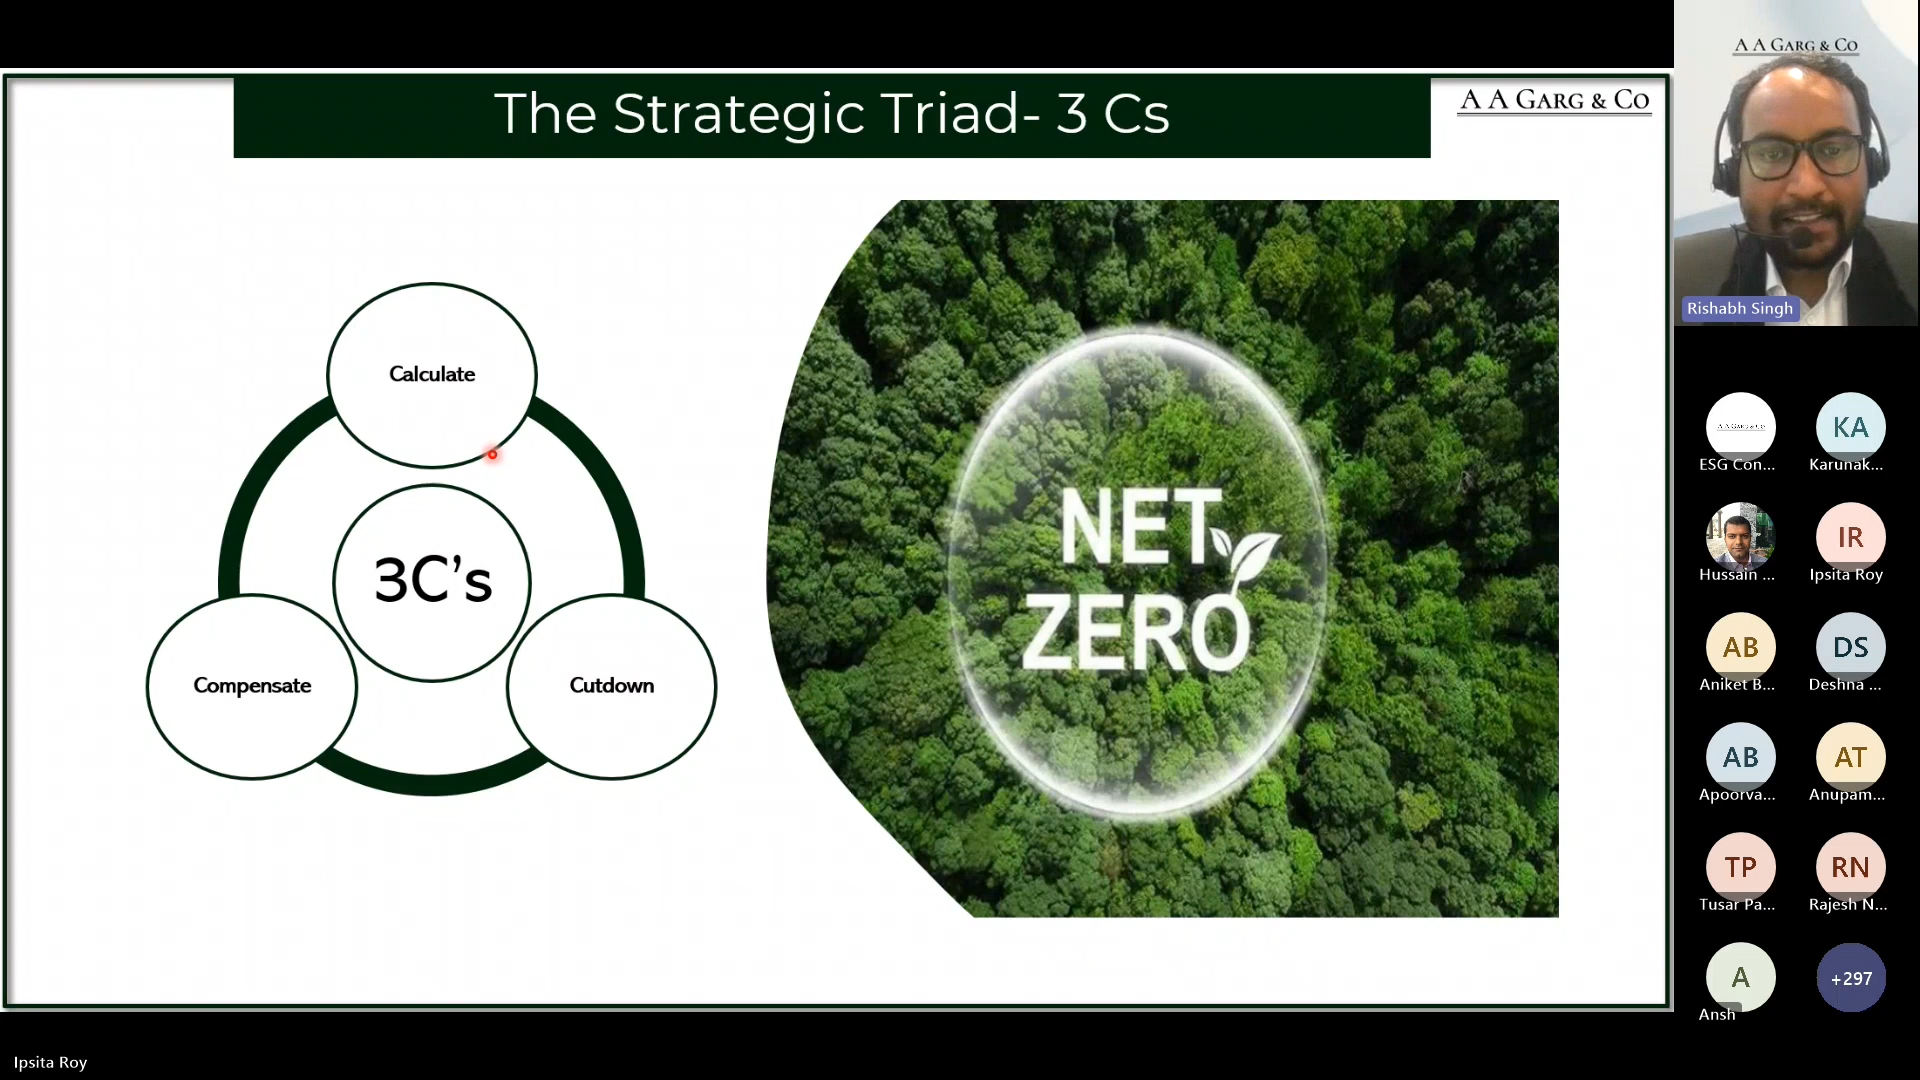 The Strategic Triad- 3 Cs
A A Garg & Co
Calculate
3C's
Compensate
Cutdown
NET
ZERO
A A Garg & Co
Rishabh Singh
A A Garg & Co
ESG Con...
KA
Karunak...
Hussain ...
IR
Ipsita Roy
AB
Aniket B...
DS
Deshna ...
AB
Apoorva...
AT
Anupam...
TP
Tusar Pa...
RN
Rajesh N...
A
Ansh
+297
Ipsita Roy